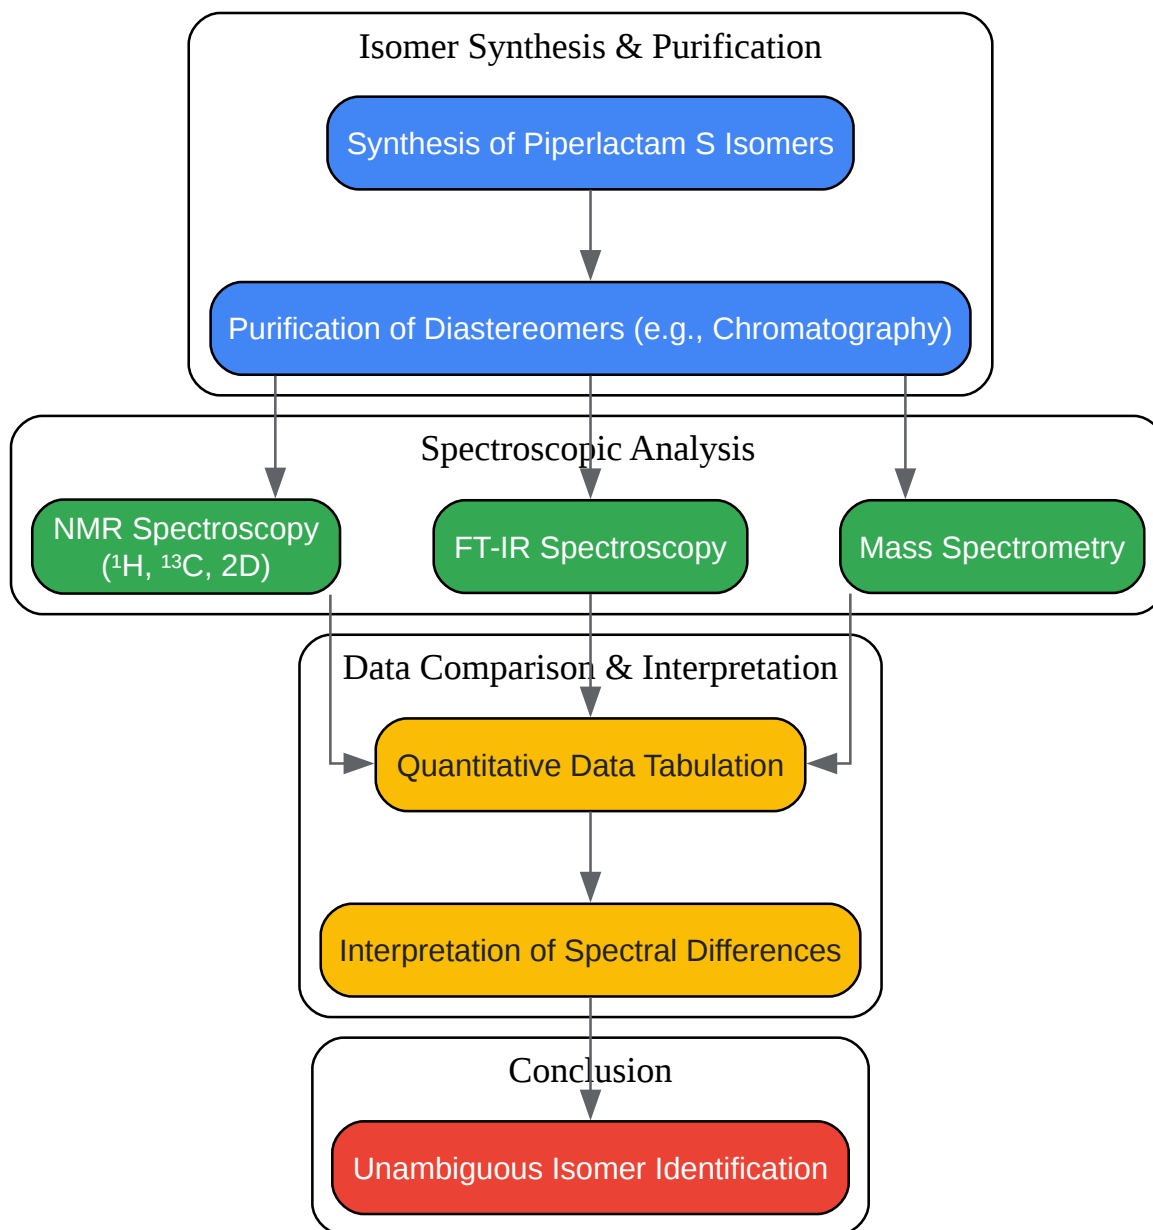 Isomer Synthesis & Purification
Synthesis of Piperlactam S Isomers
Purification of Diastereomers (e.g., Chromatography)
Spectroscopic Analysis
NMR Spectroscopy
(¹H, ¹³C, 2D)
FT-IR Spectroscopy
Mass Spectrometry
Data Comparison & Interpretation
Quantitative Data Tabulation
Interpretation of Spectral Differences
Conclusion
Unambiguous Isomer Identification